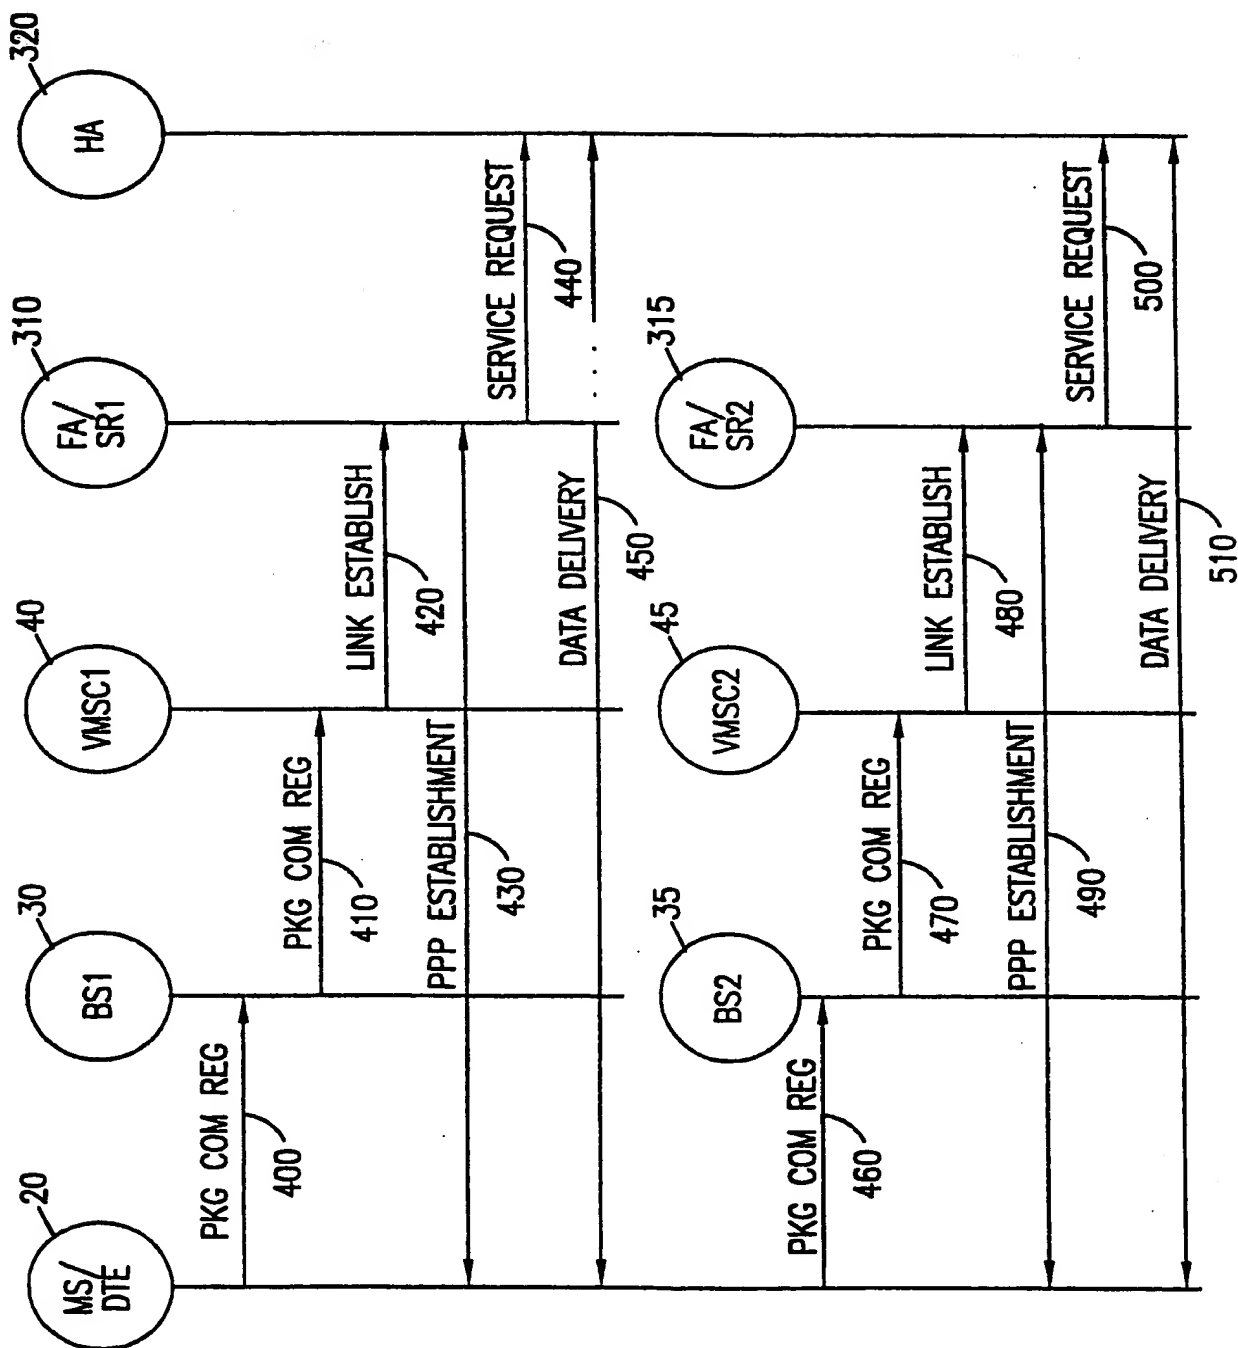 20
MS/
DTE
30
BS1
40
VMSC1
310
FA/
SR1
320
HA
PKG COM REG
400
PKG COM REG
410
LINK ESTABLISH
420
PPP ESTABLISHMENT
430
SERVICE REQUEST
440
DATA DELIVERY
450
35
BS2
45
VMSC2
315
FA/
SR2
PKG COM REG
460
PKG COM REG
470
LINK ESTABLISH
480
PPP ESTABLISHMENT
490
SERVICE REQUEST
500
DATA DELIVERY
510